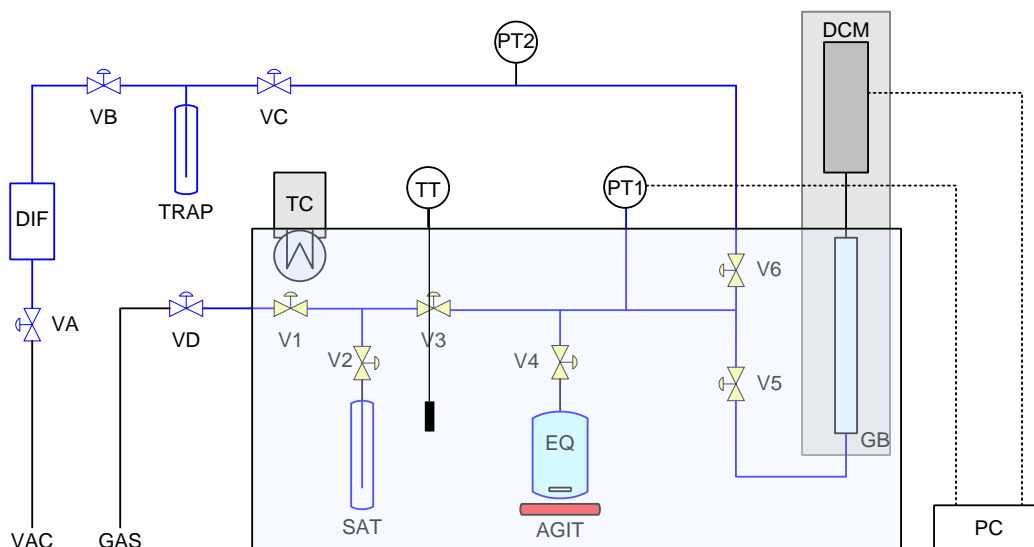 DCM
PT2
VB
VC
TT
PT1
TC
TRAP
DIF
V6
VA
VD
V1
V3
V2
V4
V5
EQ
GB
SAT
AGIT
PC
VAC
GAS